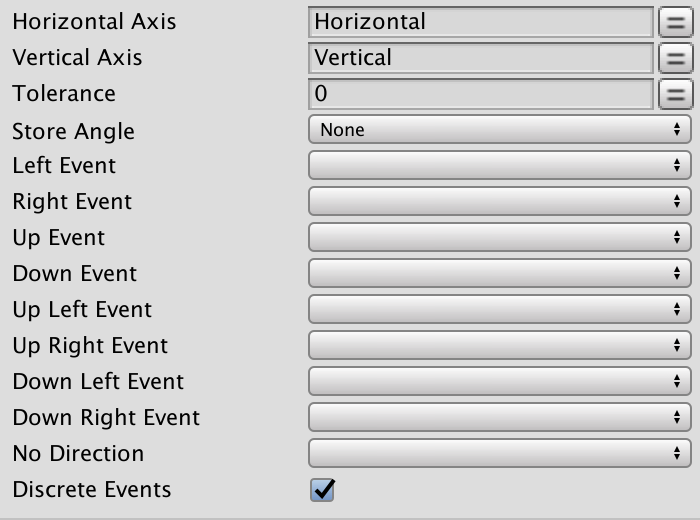 Horizontal Axis Horizontal
Vertical Axis Vertical
Tolerance 0
Store Angle None
Left Event
Right Event
Up Event
Down Event
Up Left Event
Up Right Event
Down Left Event
Down Right Event
No Direction
Discrete Events